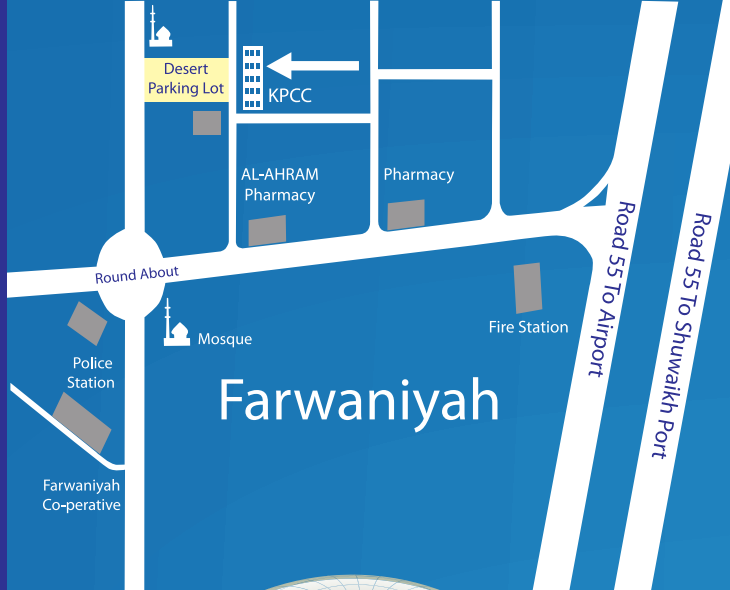 Desert
Parking Lot
KPCC
AL-AHRAM
Pharmacy
Pharmacy
Round About
Road 55 To Airport
Road 55 To Shuwaikh Port
Mosque
Fire Station
Police
Station
Farwaniyah
Farwaniyah
Co-perative